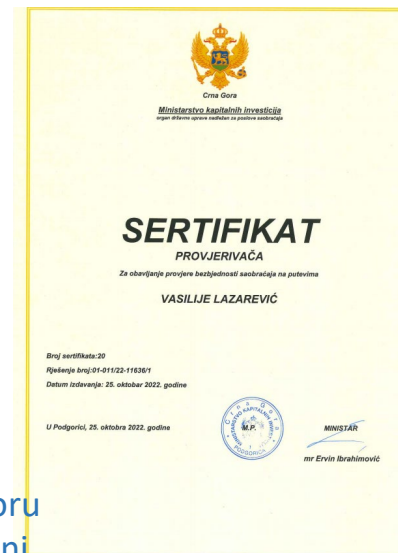 Crna Gora
Ministarstvo kapitalnih investicija
organ državne uprave nadležan za poslove saobraćaja
SERTIFIKAT
PROVJERIVAČA
Za obavljanje provjere bezbjednosti saobraćaja na putevima
VASILIJE LAZAREVIĆ
Broj sertifikata:20
Rješenje broj:01-011/22-11636/1
Datum izdavanja: 25. oktobar 2022. godine
U Podgorici, 25. oktobra 2022. godine
M.P.
MINISTAR
mr Ervin Ibrahimović
Crna Gora
PODGORICA
oru
ni